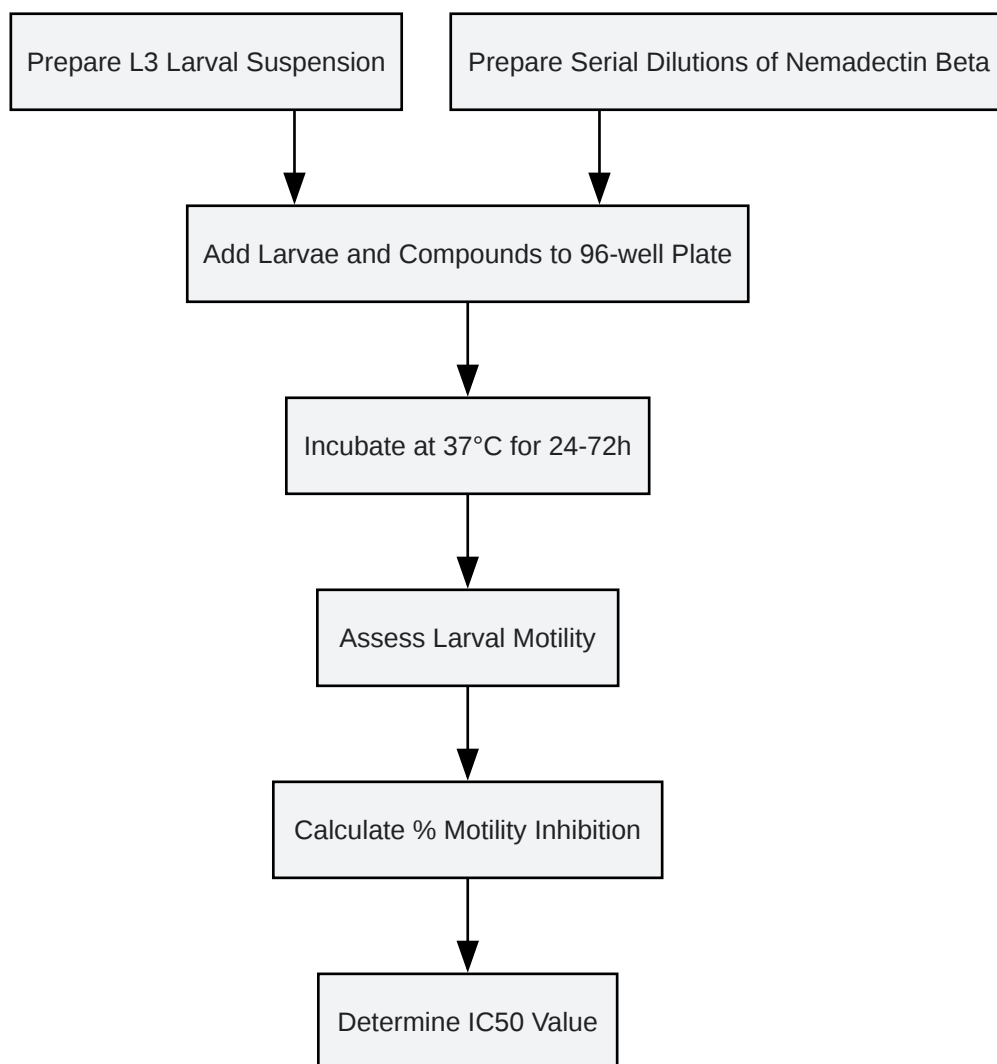 Prepare L3 Larval Suspension
Prepare Serial Dilutions of Nemadectin Beta
Add Larvae and Compounds to 96-well Plate
Incubate at 37°C for 24-72h
Assess Larval Motility
Calculate % Motility Inhibition
Determine IC50 Value